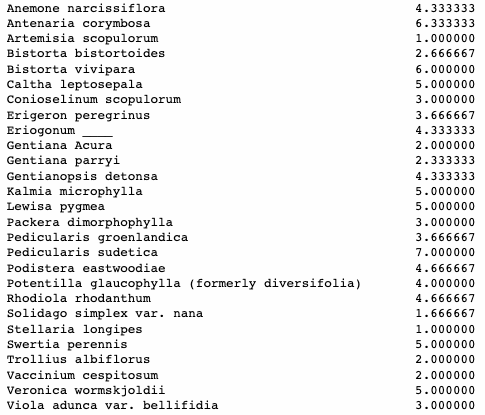 Anemone narcissiflora 4.333333
Antenaria corymbosa 6.333333
Artemisia scopulorum 1.000000
Bistorta bistortoides 2.666667
Bistorta vivipara 6.000000
Caltha leptosepala 5.000000
Conioselinum scopulorum 3.000000
Erigeron peregrinus 3.666667
Eriogonum ____ 4.333333
Gentiana Acura 2.000000
Gentiana parryi 2.333333
Gentianopsis detonsa 4.333333
Kalmia microphylla 5.000000
Lewisa pygmea 5.000000
Packera dimorphophylla 3.000000
Pedicularis groenlandica 3.666667
Pedicularis sudetica 7.000000
Podistera eastwoodiae 4.666667
Potentilla glaucophylla (formerly diversifolia) 4.000000
Rhodiola rhodanthum 4.666667
Solidago simplex var. nana 1.666667
Stellaria longipes 1.000000
Swertia perennis 5.000000
Trollius albiflorus 2.000000
Vaccinium cespitosum 2.000000
Veronica wormskjoldii 5.000000
Viola adunca var. bellifidia 3.000000